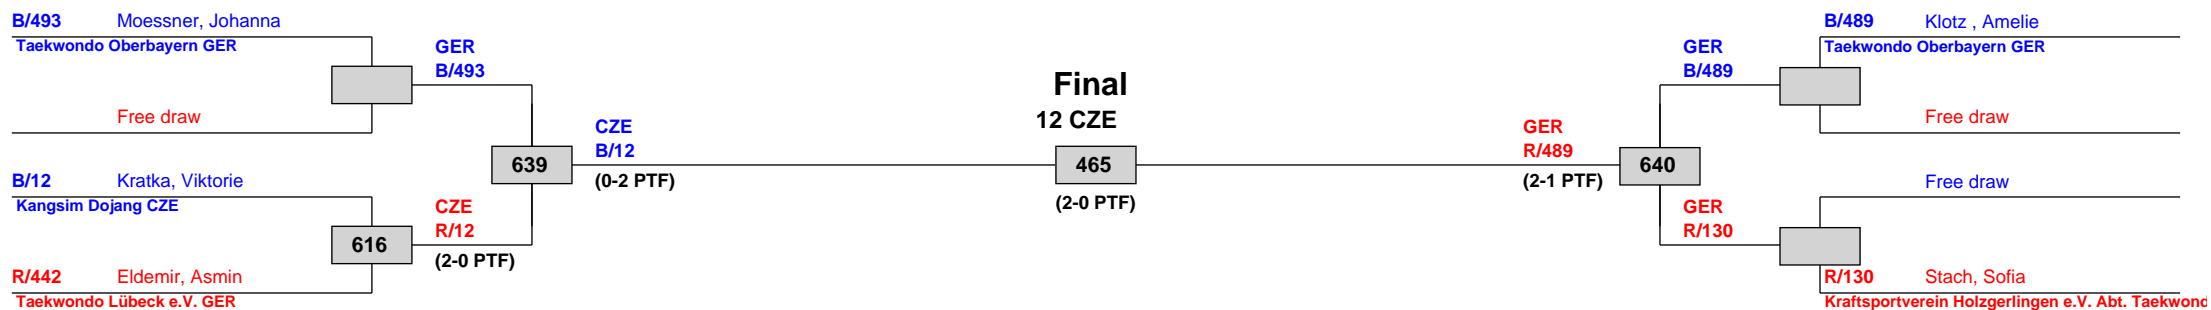 B/493 Moessner, Johanna
Taekwondo Oberbayern GER
Free draw
GER
B/493
B/12 Kratka, Viktorie
Kangsim Dojang CZE
616
R/442 Eldemir, Asmin
Taekwondo Lübeck e.V. GER
CZE
R/12
(2-0 PTF)
639
CZE
B/12
(0-2 PTF)
Final
12 CZE
465
(2-0 PTF)
GER
R/489
(2-1 PTF)
640
GER
B/489
GER
R/130
B/489 Klotz , Amelie
Taekwondo Oberbayern GER
Free draw
Free draw
R/130 Stach, Sofia
Kraftsportverein Holzgerlingen e.V. Abt. Taekwond